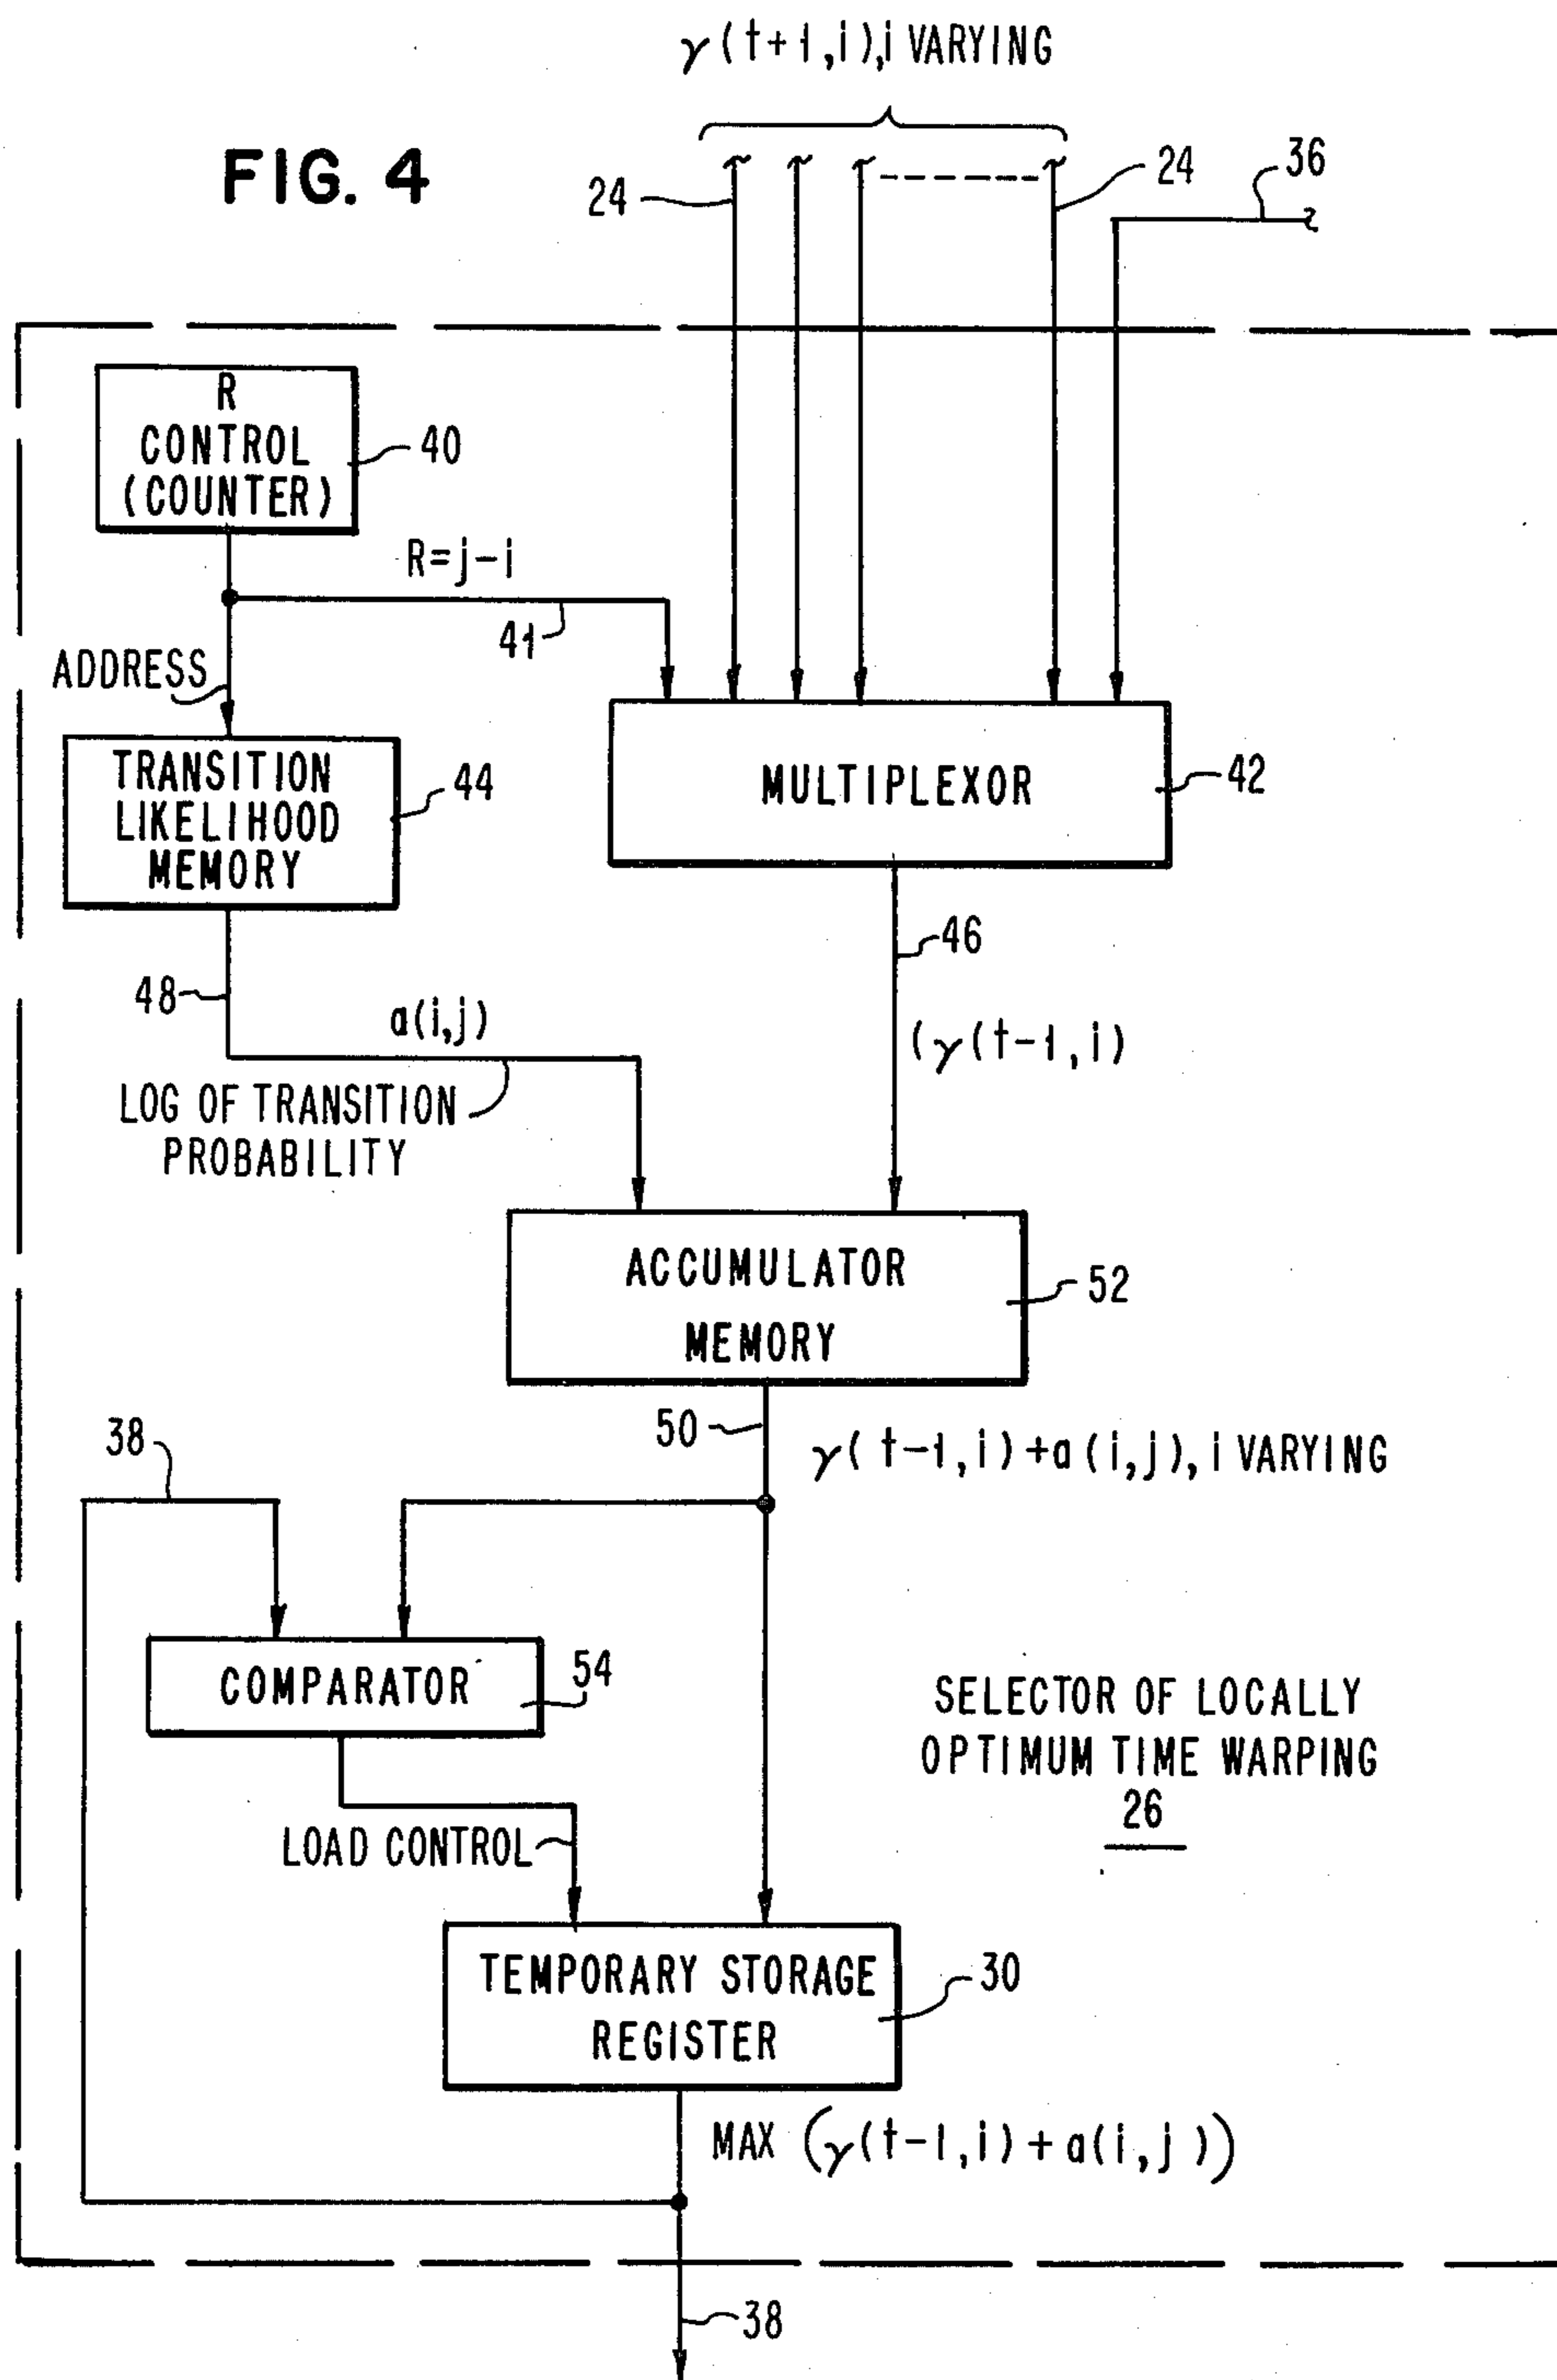 γ(t+1,i),i VARYING
FIG. 4
24
24
36
R
CONTROL
(COUNTER)
40
R=j-i
41
ADDRESS
TRANSITION
LIKELIHOOD
MEMORY
44
MULTIPLEXOR
42
46
48
a(i,j)
(γ(t-1,i)
LOG OF TRANSITION
PROBABILITY
ACCUMULATOR
MEMORY
52
50
γ(t-1,i)+a(i,j), i VARYING
38
COMPARATOR
54
SELECTOR OF LOCALLY
OPTIMUM TIME WARPING
26
LOAD CONTROL
TEMPORARY STORAGE
REGISTER
30
MAX (γ(t-1,i)+a(i,j))
38